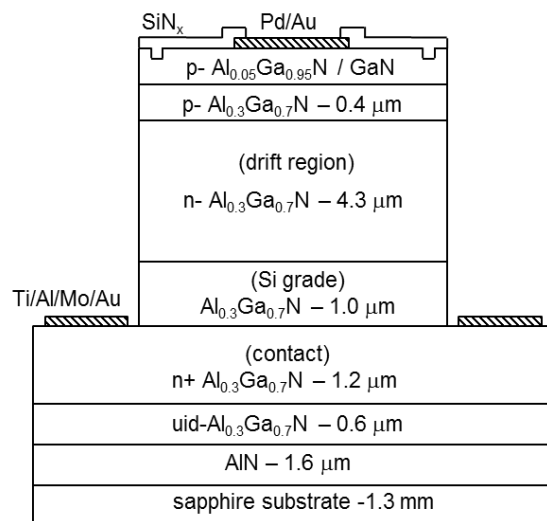 SiNₓ Pd/Au
p- Al₀.₀₅Ga₀.₉₅N / GaN
p- Al₀.₃Ga₀.₇N – 0.4 μm
(drift region)
n- Al₀.₃Ga₀.₇N – 4.3 μm
(Si grade)
Al₀.₃Ga₀.₇N – 1.0 μm
Ti/Al/Mo/Au
(contact)
n+ Al₀.₃Ga₀.₇N – 1.2 μm
uid-Al₀.₃Ga₀.₇N – 0.6 μm
AlN – 1.6 μm
sapphire substrate -1.3 mm